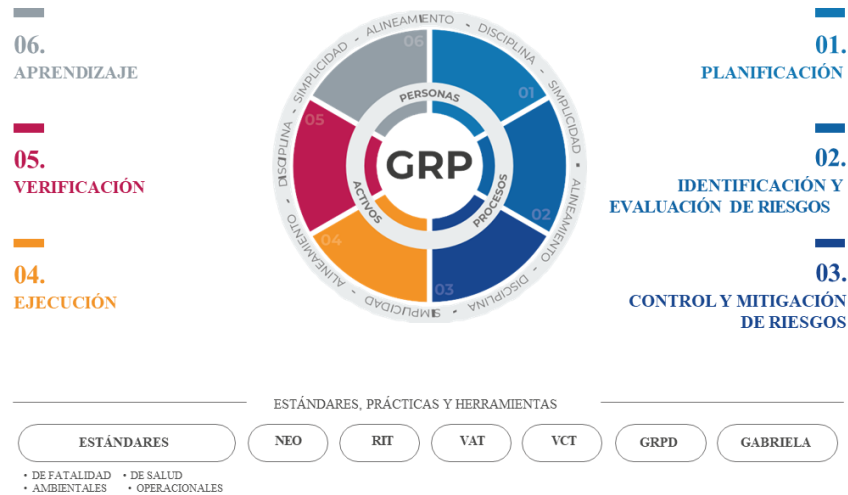 06.
APRENDIZAJE
05.
VERIFICACIÓN
04.
EJECUCIÓN
DISCIPLINA - SIMPLICIDAD - ALINEAMIENTO - DISCIPLINA - SIMPLICIDAD - ALINEAMIENTO - DISCIPLINA - SIMPLICIDAD - ALINEAMIENTO -
06
01
05
02
04
03
PERSONAS
PROCESOS
ACTIVOS
GRP
01.
PLANIFICACIÓN
02.
IDENTIFICACIÓN Y
EVALUACIÓN DE RIESGOS
03.
CONTROL Y MITIGACIÓN
DE RIESGOS
ESTÁNDARES, PRÁCTICAS Y HERRAMIENTAS
ESTÁNDARES NEO RIT VAT VCT GRPD GABRIELA
• DE FATALIDAD • DE SALUD
• AMBIENTALES • OPERACIONALES